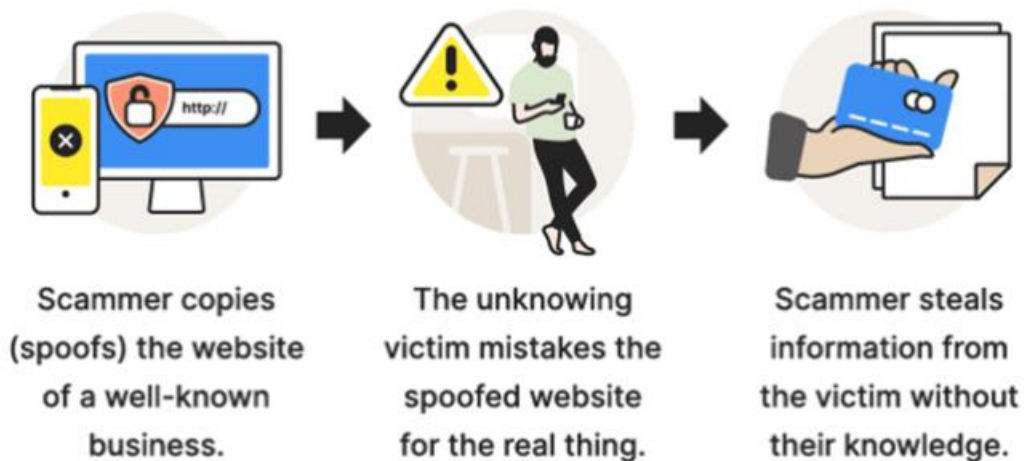 http://
Scammer copies
(spoofs) the website
of a well-known
business.
The unknowing
victim mistakes the
spoofed website
for the real thing.
Scammer steals
information from
the victim without
their knowledge.